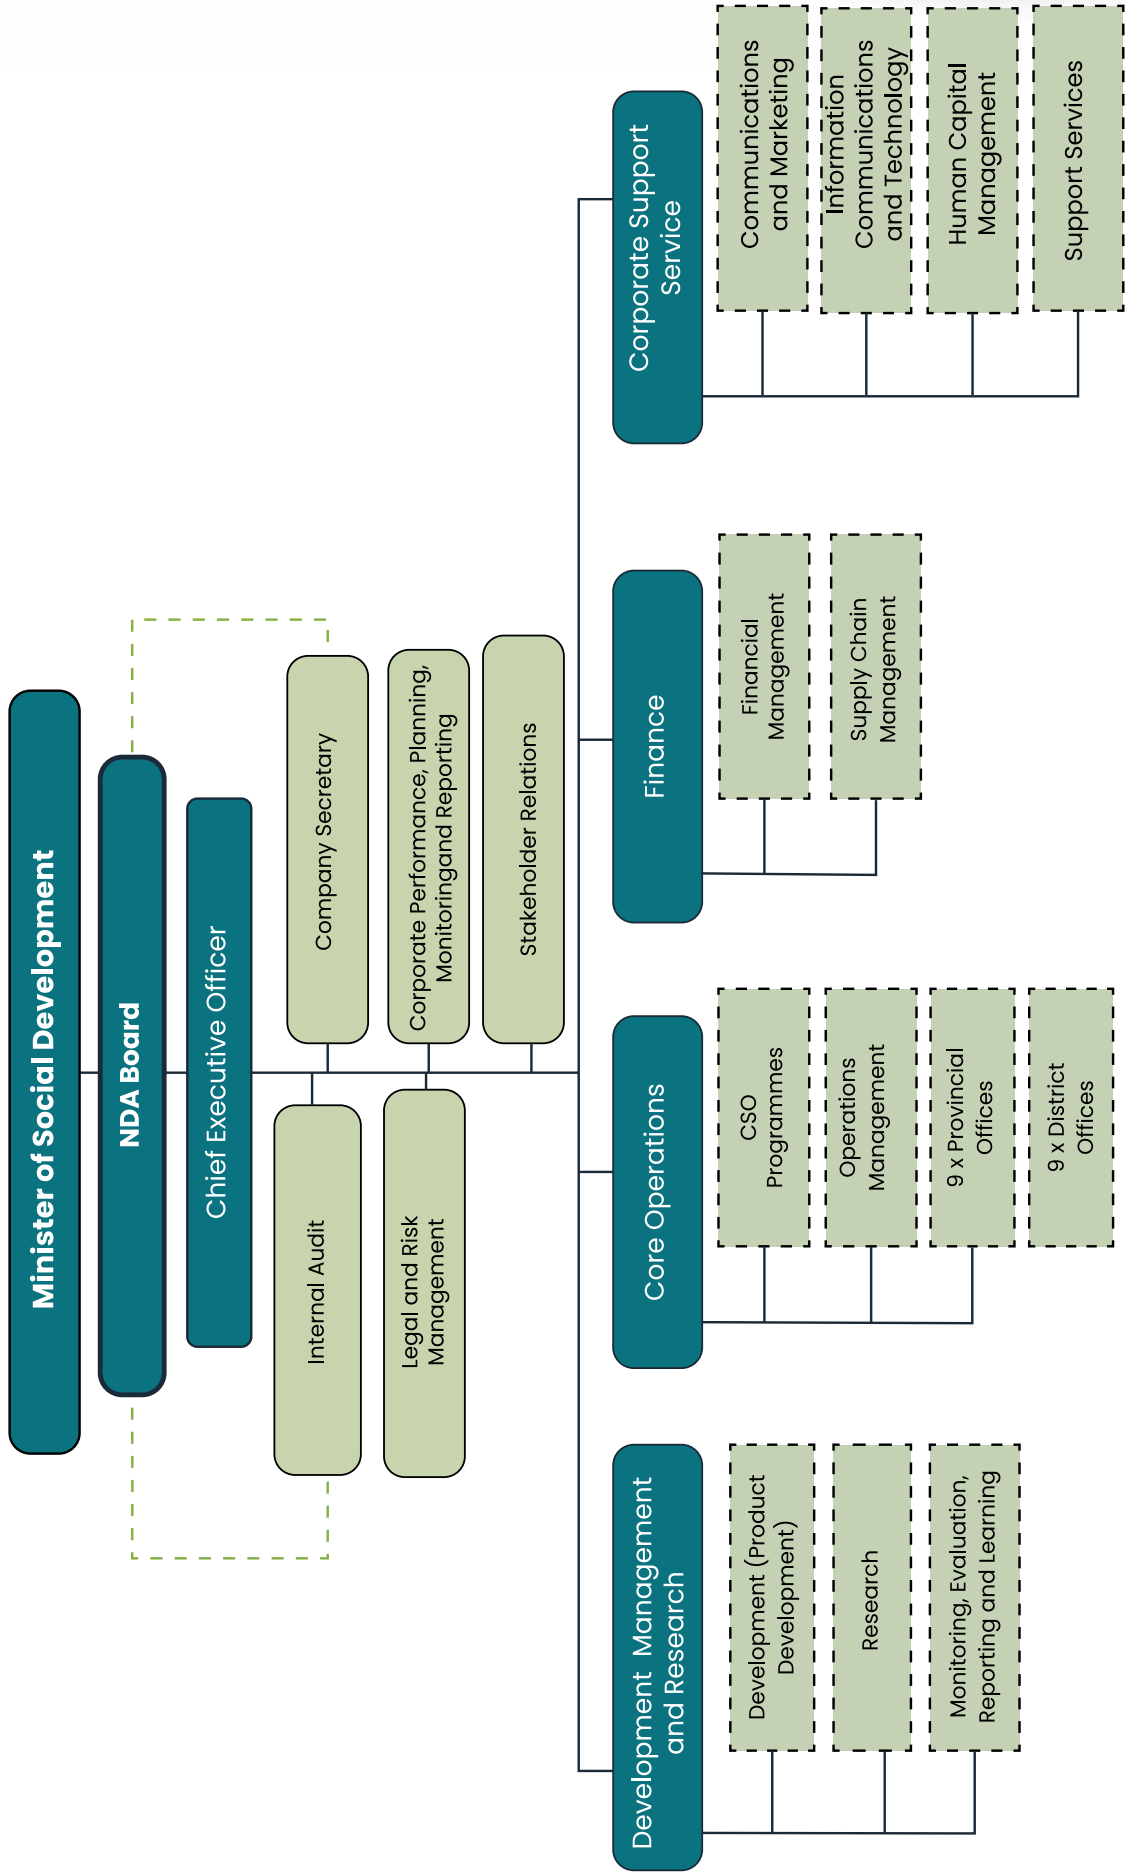 Minister of Social Development
NDA Board
Chief Executive Officer
Internal Audit
Company Secretary
Legal and Risk
Management
Corporate Performance, Planning,
Monitoringand Reporting
Stakeholder Relations
Development Management
and Research
Development (Product
Development)
Research
Monitoring, Evaluation,
Reporting and Learning
Core Operations
CSO
Programmes
Operations
Management
9 x Provincial
Offices
9 x District
Offices
Finance
Financial
Management
Supply Chain
Management
Corporate Support
Service
Communications
and Marketing
Information
Communications
and Technology
Human Capital
Management
Support Services